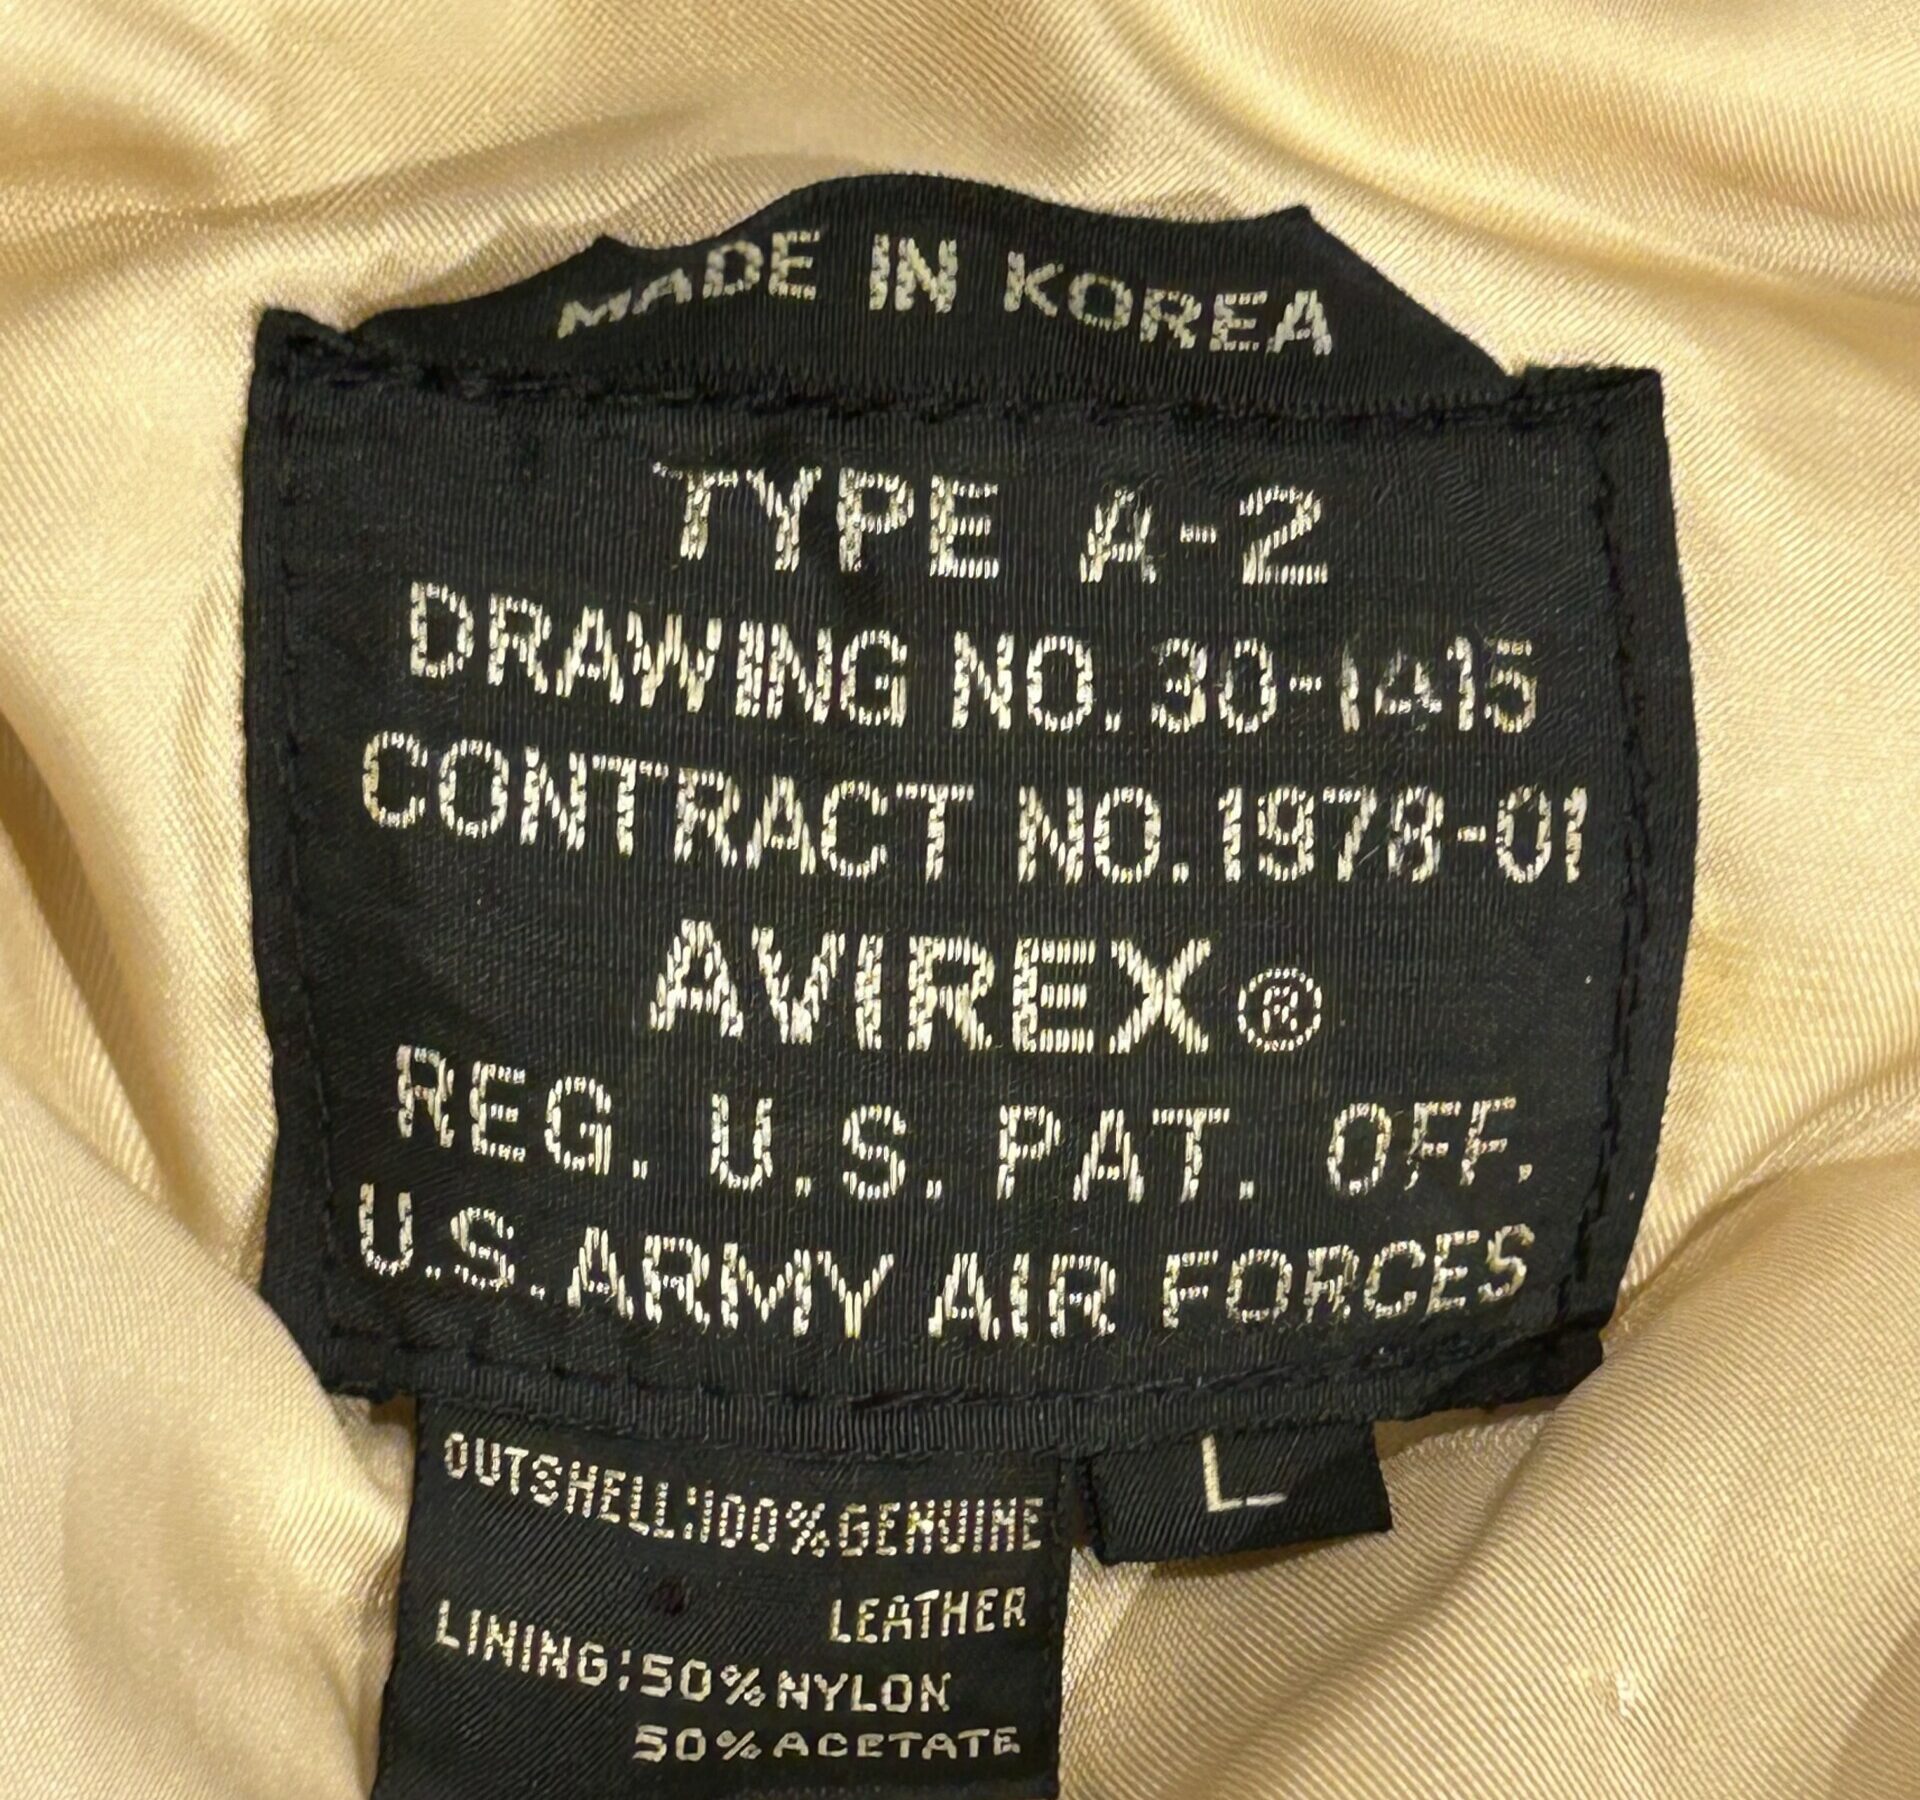 MADE IN KOREA
TYPE A-2
DRAWING NO. 30-1415
CONTRACT NO. 1978-01
AVIREX ®
REG. U.S. PAT. OFF.
U.S. ARMY AIR FORCES
L
OUTSHELL:100% GENUINE
LEATHER
LINING:50% NYLON
50% ACETATE